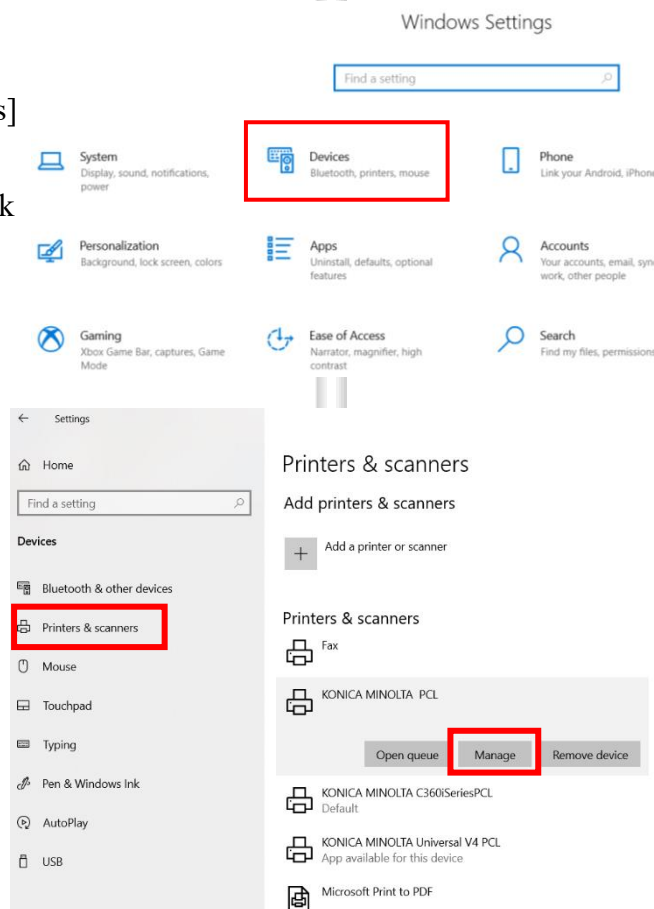 Windows Settings
Find a setting
s]
System
Display, sound, notifications,
power
Devices
Bluetooth, printers, mouse
Phone
Link your Android, iPhone
k
Personalization
Background, lock screen, colors
Apps
Uninstall, defaults, optional
features
Accounts
Your accounts, email, sync
work, other people
Gaming
Xbox Game Bar, captures, Game
Mode
Ease of Access
Narrator, magnifier, high
contrast
Search
Find my files, permissions
Settings
Home
Find a setting
Devices
Bluetooth & other devices
Printers & scanners
Mouse
Touchpad
Typing
Pen & Windows Ink
AutoPlay
USB
Printers & scanners
Add printers & scanners
Add a printer or scanner
Printers & scanners
Fax
KONICA MINOLTA PCL
Open queue Manage Remove device
KONICA MINOLTA C360iSeriesPCL
Default
KONICA MINOLTA Universal V4 PCL
App available for this device
Microsoft Print to PDF